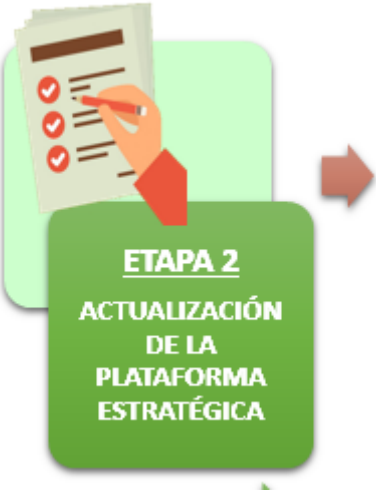 ETAPA 2
ACTUALIZACIÓN
DE LA
PLATAFORMA
ESTRATÉGICA